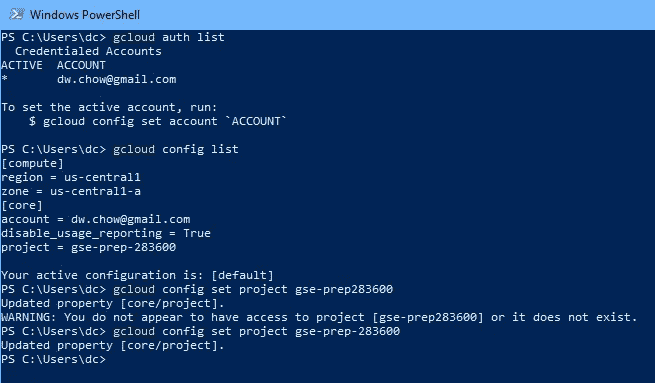 Windows PowerShell
PS C:\Users\dc> gcloud auth list
Credentialed Accounts
ACTIVE ACCOUNT
* dw.chow@gmail.com
To set the active account, run:
$ gcloud config set account `ACCOUNT`
PS C:\Users\dc> gcloud config list
[compute]
region = us-central1
zone = us-central1-a
[core]
account = dw.chow@gmail.com
disable_usage_reporting = True
project = gse-prep-283600
Your active configuration is: [default]
PS C:\Users\dc> gcloud config set project gse-prep283600
Updated property [core/project].
WARNING: You do not appear to have access to project [gse-prep283600] or it does not exist.
PS C:\Users\dc> gcloud config set project gse-prep-283600
Updated property [core/project].
PS C:\Users\dc>